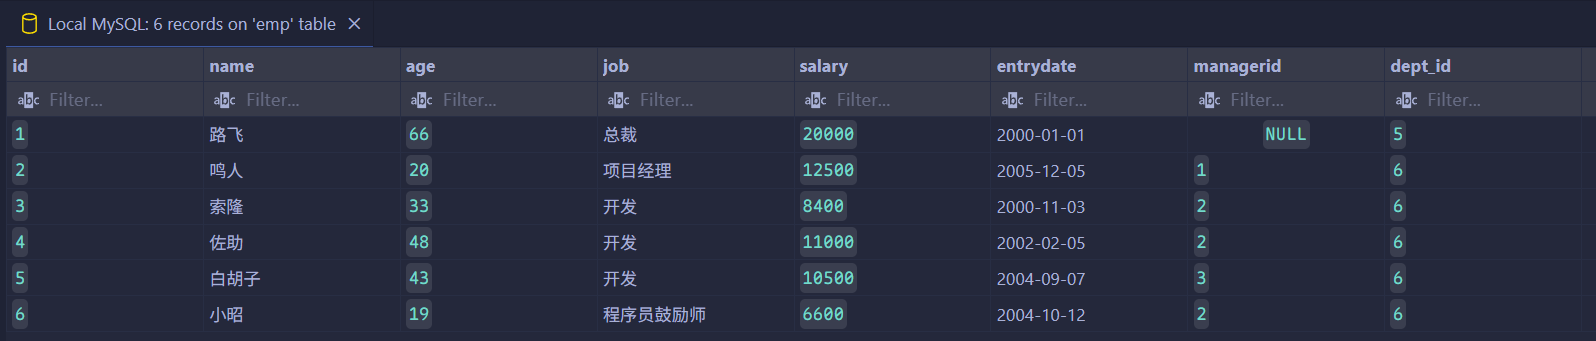 Local MySQL: 6 records on 'emp' table
id name age job salary entrydate managerid dept_id
abc Filter... abc Filter... abc Filter... abc Filter... abc Filter... abc Filter... abc Filter... abc Filter...
1 路飞 66 总裁 20000 2000-01-01 NULL 5
2 鸣人 20 项目经理 12500 2005-12-05 1 6
3 索隆 33 开发 8400 2000-11-03 2 6
4 佐助 48 开发 11000 2002-02-05 2 6
5 白胡子 43 开发 10500 2004-09-07 3 6
6 小昭 19 程序员鼓励师 6600 2004-10-12 2 6